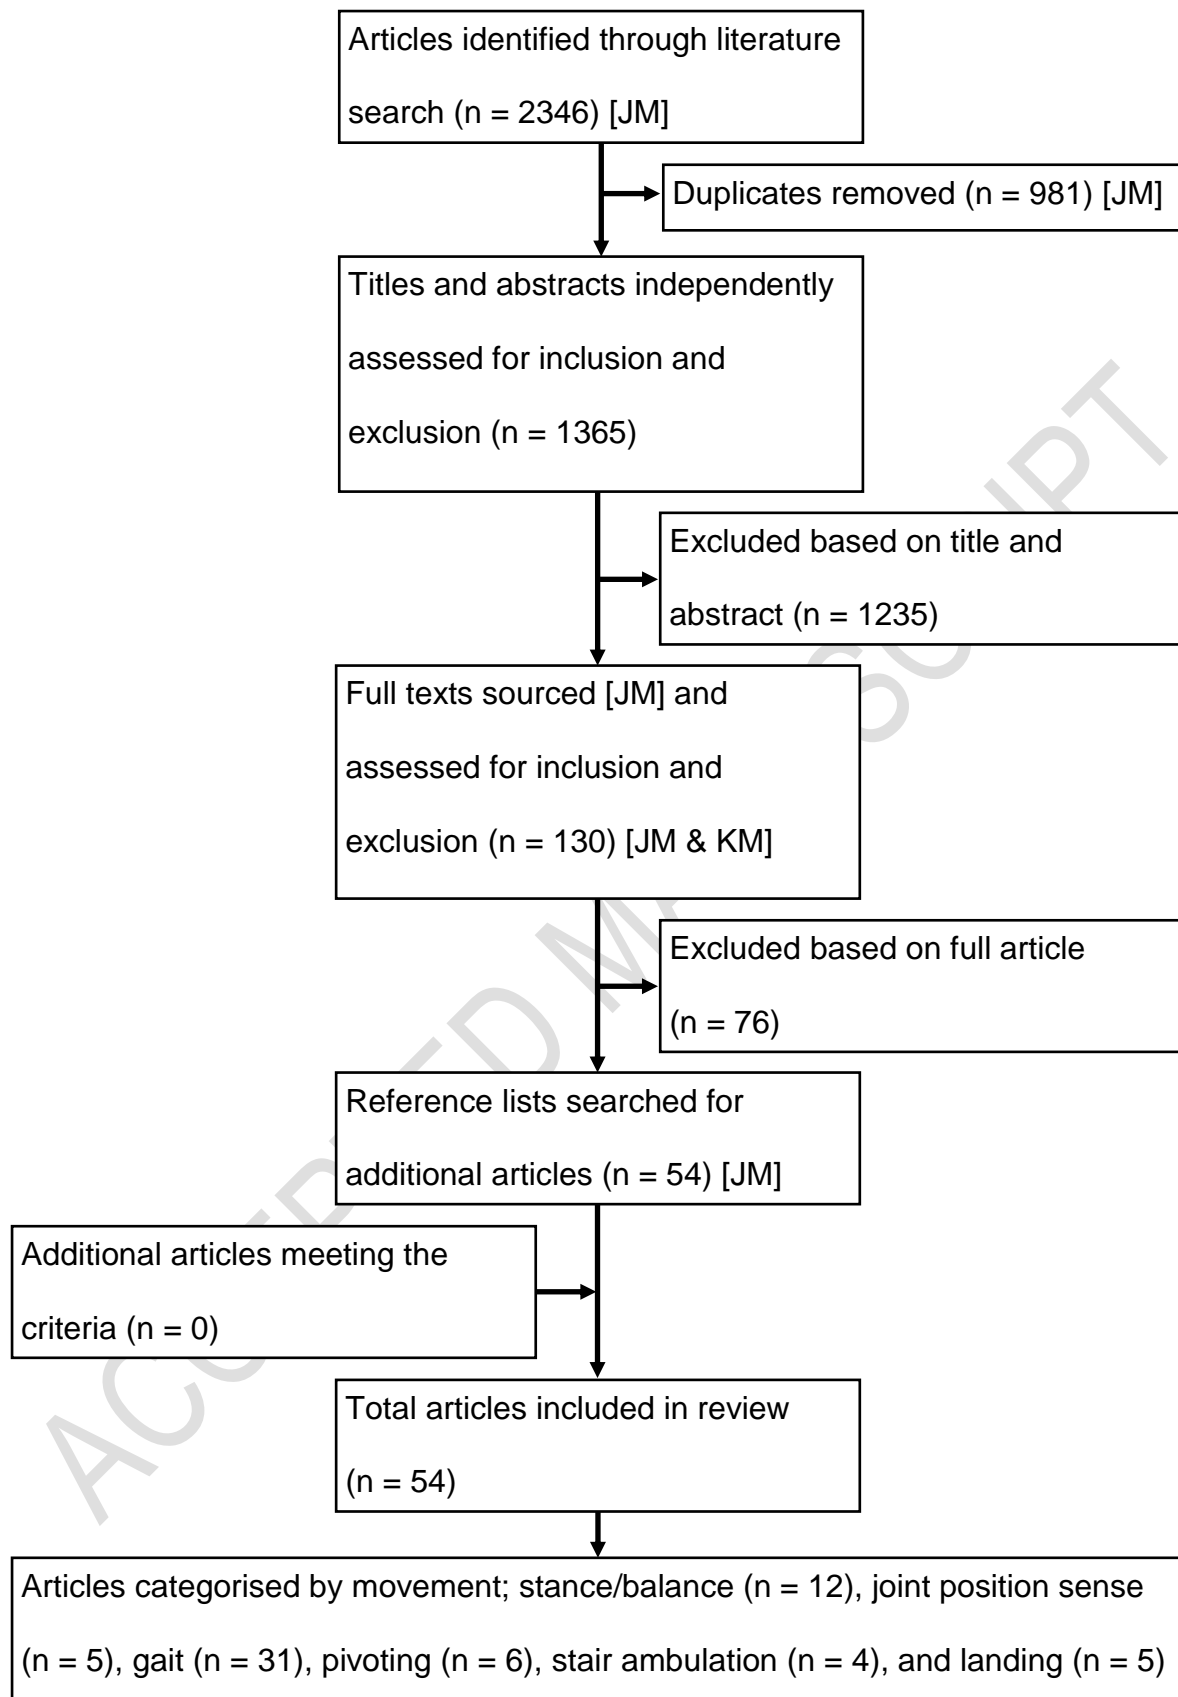 Articles identified through literature
search (n = 2346) [JM]
Duplicates removed (n = 981) [JM]
Titles and abstracts independently
assessed for inclusion and
exclusion (n = 1365)
Excluded based on title and
abstract (n = 1235)
Full texts sourced [JM] and
assessed for inclusion and
exclusion (n = 130) [JM & KM]
Excluded based on full article
(n = 76)
Reference lists searched for
additional articles (n = 54) [JM]
Additional articles meeting the
criteria (n = 0)
Total articles included in review
(n = 54)
Articles categorised by movement; stance/balance (n = 12), joint position sense
(n = 5), gait (n = 31), pivoting (n = 6), stair ambulation (n = 4), and landing (n = 5)
ACCEPTED MANUSCRIPT